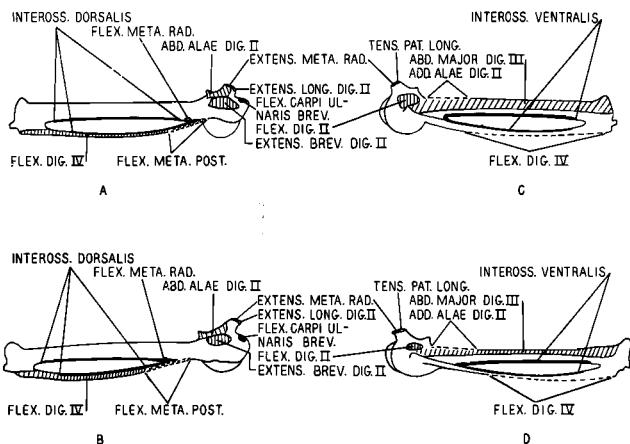 INTEROSS. DORSALIS
FLEX. META. RAD.
ABD. ALAE DIG. II
EXTENS. META. RAD.
EXTENS. LONG. DIG. II
FLEX. CARPI UL-
NARIS BREV.
FLEX. DIG. II
EXTENS. BREV. DIG. II
FLEX. DIG. IV
FLEX. META. POST.
A
INTEROSS. VENTRALIS
TENS. PAT. LONG.
ABD. MAJOR DIG. III
ADD. ALAE DIG. II
FLEX. DIG. IV
C
INTEROSS. DORSALIS
FLEX. META. RAD.
ABD. ALAE DIG. II
EXTENS. META. RAD.
EXTENS. LONG. DIG. II
FLEX. CARPI UL-
NARIS BREV.
FLEX. DIG. II
EXTENS. BREV. DIG. II
FLEX. DIG. IV
FLEX. META. POST.
B
INTEROSS. VENTRALIS
TENS. PAT. LONG.
ABD. MAJOR DIG. III
ADD. ALAE DIG. II
FLEX. DIG. IV
D